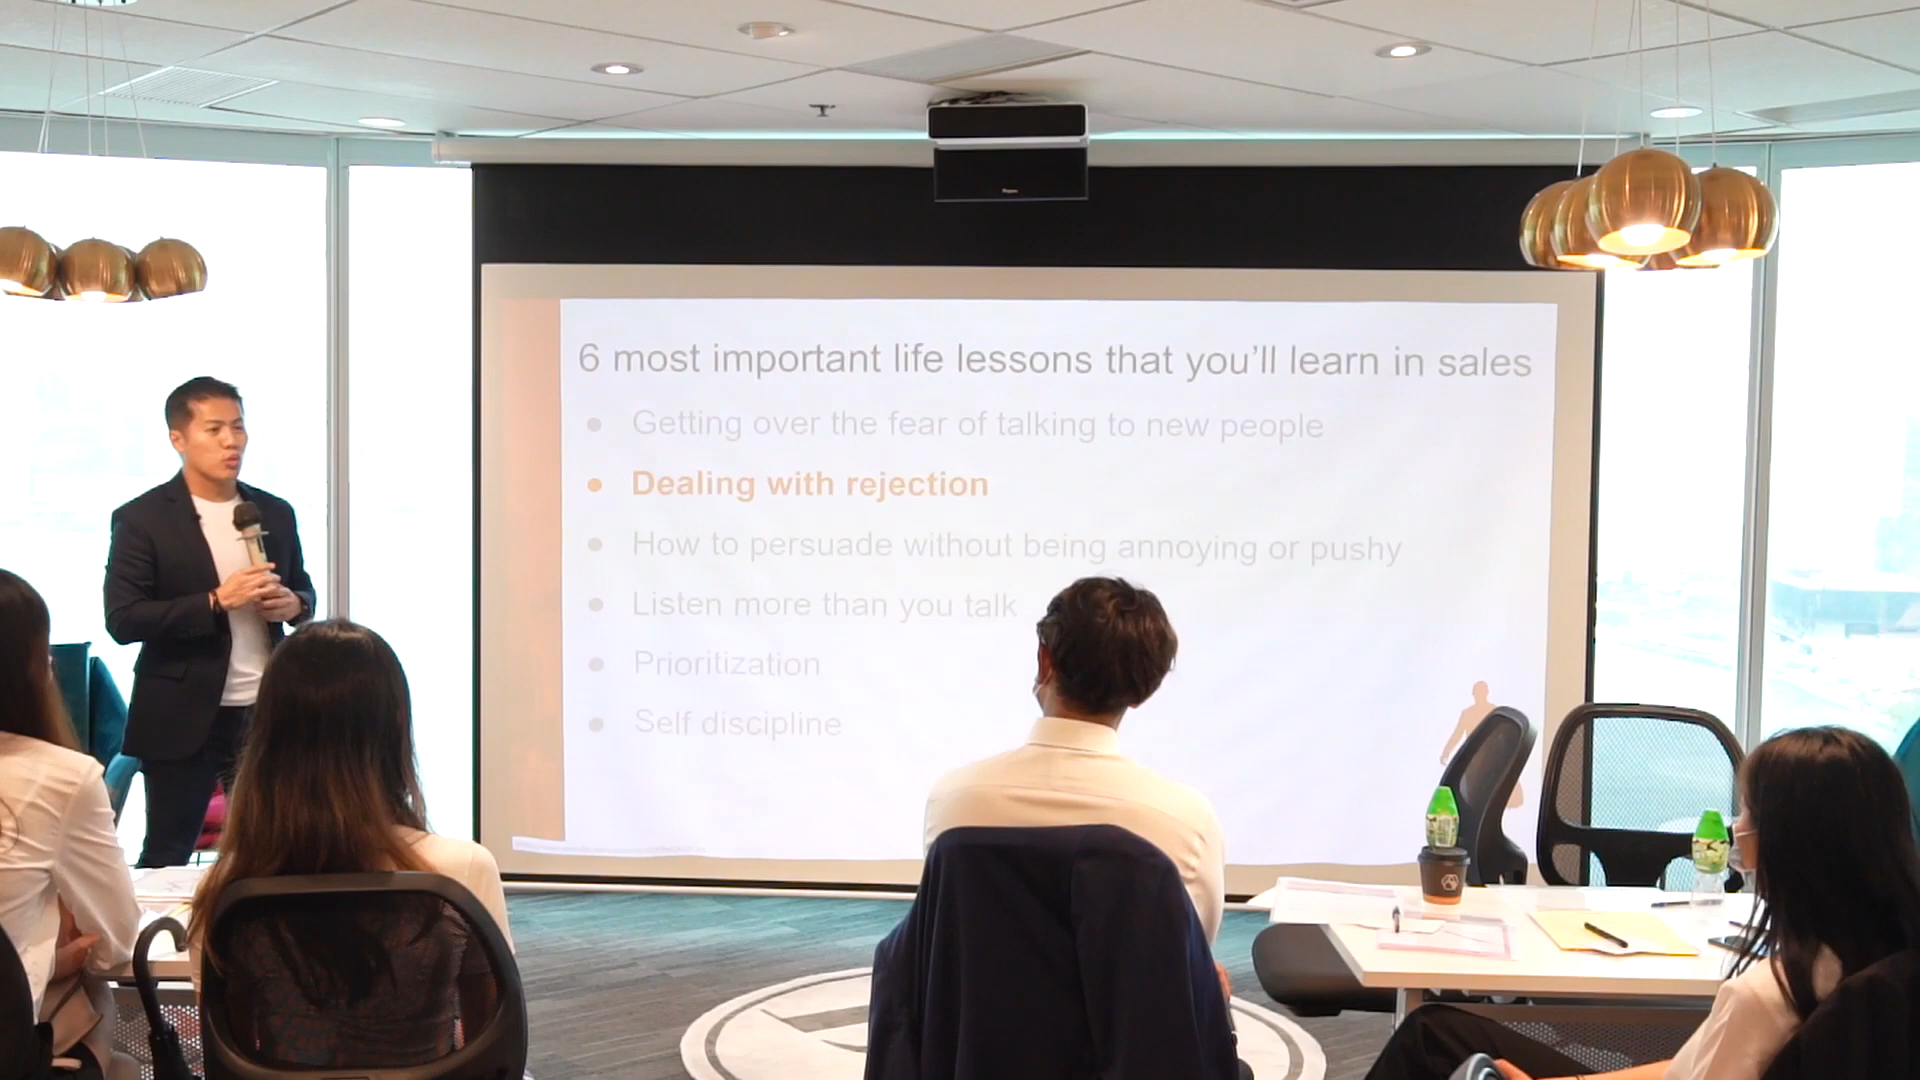 6 most important life lessons that you'll learn in sales
● Getting over the fear of talking to new people
● Dealing with rejection
● How to persuade without being annoying or pushy
● Listen more than you talk
● Prioritization
● Self discipline